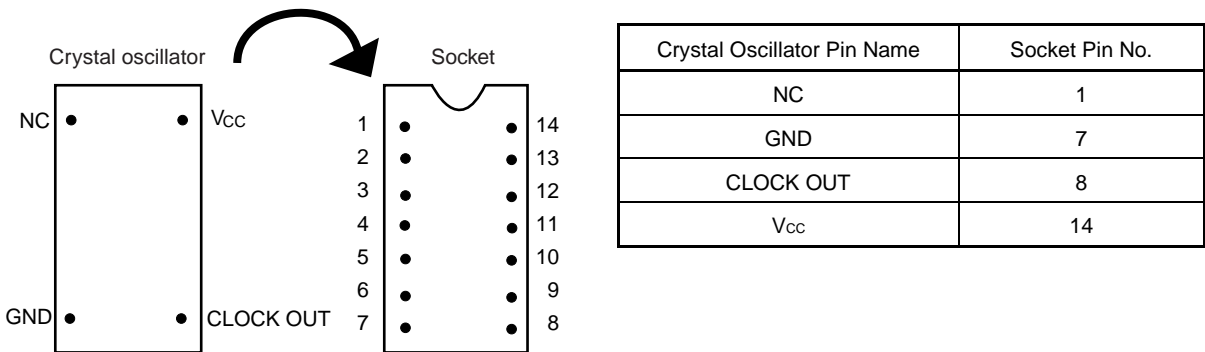 Crystal oscillator
NC
VCC
GND
CLOCK OUT
Socket
1 14
2 13
3 12
4 11
5 10
6 9
7 8
Crystal Oscillator Pin Name Socket Pin No.
NC 1
GND 7
CLOCK OUT 8
VCC 14